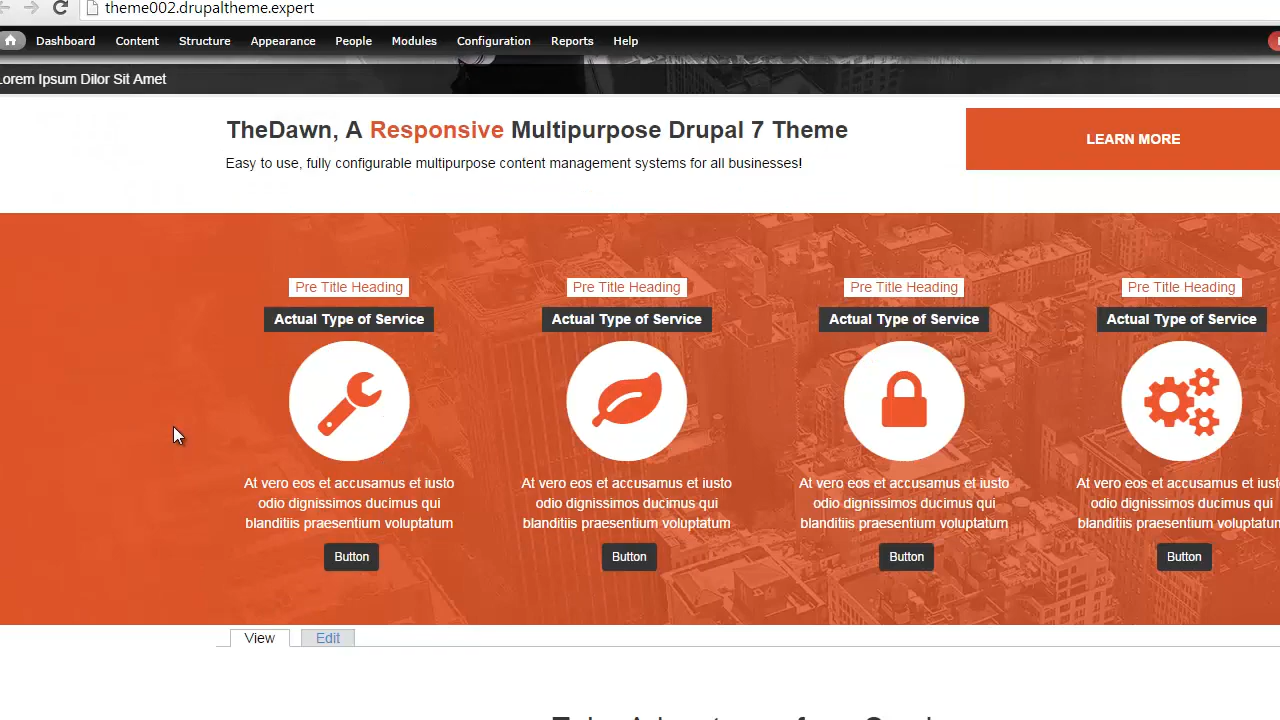 theme002.drupaltheme.expert
Dashboard Content Structure Appearance People Modules Configuration Reports Help
Lorem Ipsum Dilor Sit Amet
TheDawn, A Responsive Multipurpose Drupal 7 Theme
Easy to use, fully configurable multipurpose content management systems for all businesses!
LEARN MORE
Pre Title Heading
Actual Type of Service
At vero eos et accusamus et iusto
odio dignissimos ducimus qui
blanditiis praesentium voluptatum
Button
Pre Title Heading
Actual Type of Service
At vero eos et accusamus et iusto
odio dignissimos ducimus qui
blanditiis praesentium voluptatum
Button
Pre Title Heading
Actual Type of Service
At vero eos et accusamus et iusto
odio dignissimos ducimus qui
blanditiis praesentium voluptatum
Button
Pre Title Heading
Actual Type of Service
At vero eos et accusamus et iusto
odio dignissimos ducimus qui
blanditiis praesentium voluptatum
Button
View Edit